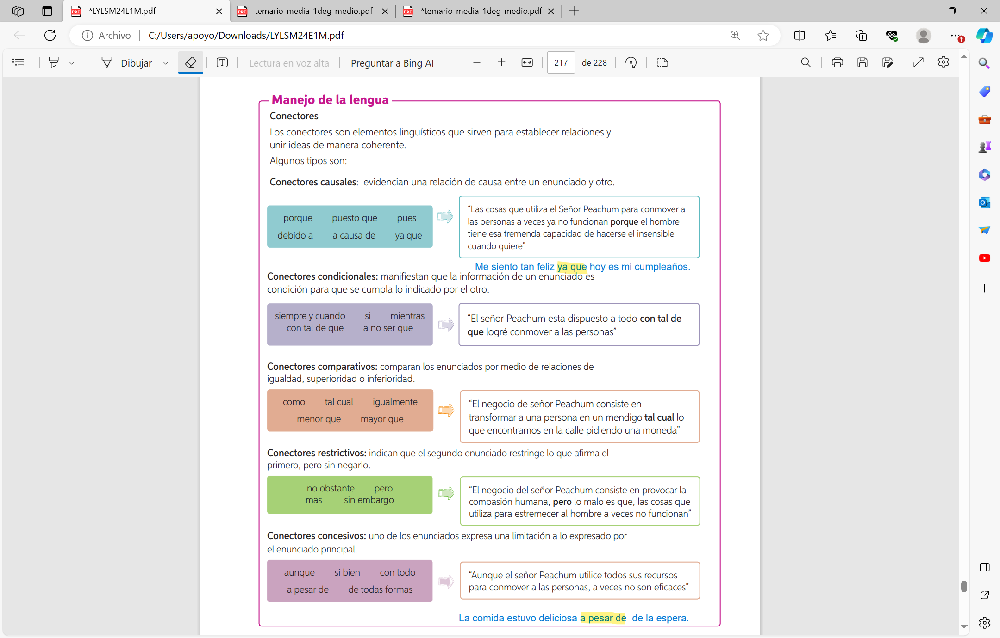 *LYLSM24E1M.pdf
temario_media_1deg_medio.pdf
*temario_media_1deg_medio.pdf
Archivo
C:/Users/apoyo/Downloads/LYLSM24E1M.pdf
Dibujar
Lectura en voz alta
Preguntar a Bing AI
217
de 228
Manejo de la lengua
Conectores
Los conectores son elementos lingüísticos que sirven para establecer relaciones y
unir ideas de manera coherente.
Algunos tipos son:
Conectores causales: evidencian una relación de causa entre un enunciado y otro.
porque puesto que pues
debido a a causa de ya que
“Las cosas que utiliza el Señor Peachum para conmover a
las personas a veces ya no funcionan porque el hombre
tiene esa tremenda capacidad de hacerse el insensible
cuando quiere”
Me siento tan feliz ya que hoy es mi cumpleaños.
Conectores condicionales: manifiestan que la información de un enunciado es
condición para que se cumpla lo indicado por el otro.
siempre y cuando si mientras
con tal de que a no ser que
“El señor Peachum esta dispuesto a todo con tal de
que logré conmover a las personas”
Conectores comparativos: comparan los enunciados por medio de relaciones de
igualdad, superioridad o inferioridad.
como tal cual igualmente
menor que mayor que
“El negocio de señor Peachum consiste en
transformar a una persona en un mendigo tal cual lo
que encontramos en la calle pidiendo una moneda”
Conectores restrictivos: indican que el segundo enunciado restringe lo que afirma el
primero, pero sin negarlo.
no obstante pero
mas sin embargo
“El negocio del señor Peachum consiste en provocar la
compasión humana, pero lo malo es que, las cosas que
utiliza para estremecer al hombre a veces no funcionan”
Conectores concesivos: uno de los enunciados expresa una limitación a lo expresado por
el enunciado principal.
aunque si bien con todo
a pesar de de todas formas
“Aunque el señor Peachum utilice todos sus recursos
para conmover a las personas, a veces no son eficaces”
La comida estuvo deliciosa a pesar de de la espera.